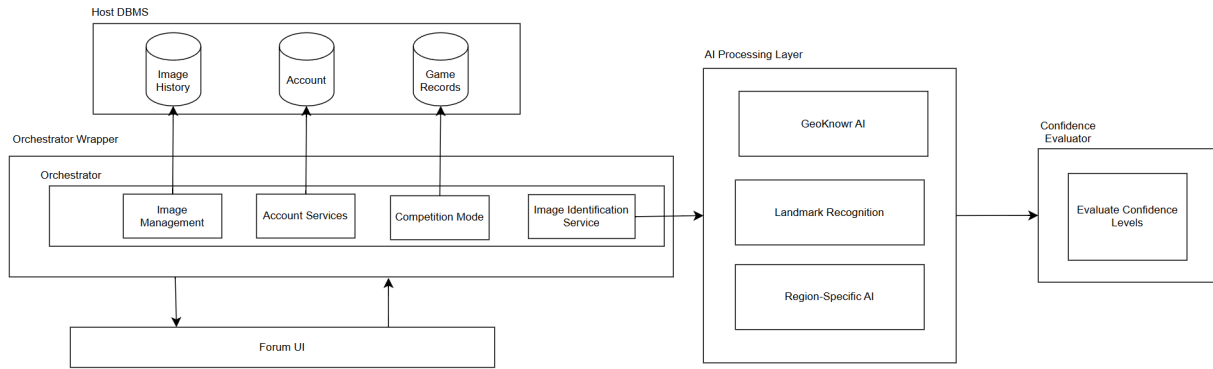 Host DBMS
Image
History
Account
Game
Records
Orchestrator Wrapper
Orchestrator
Image
Management
Account Services
Competition Mode
Image Identification
Service
Forum UI
AI Processing Layer
GeoKnowr AI
Landmark Recognition
Region-Specific AI
Confidence
Evaluator
Evaluate Confidence
Levels